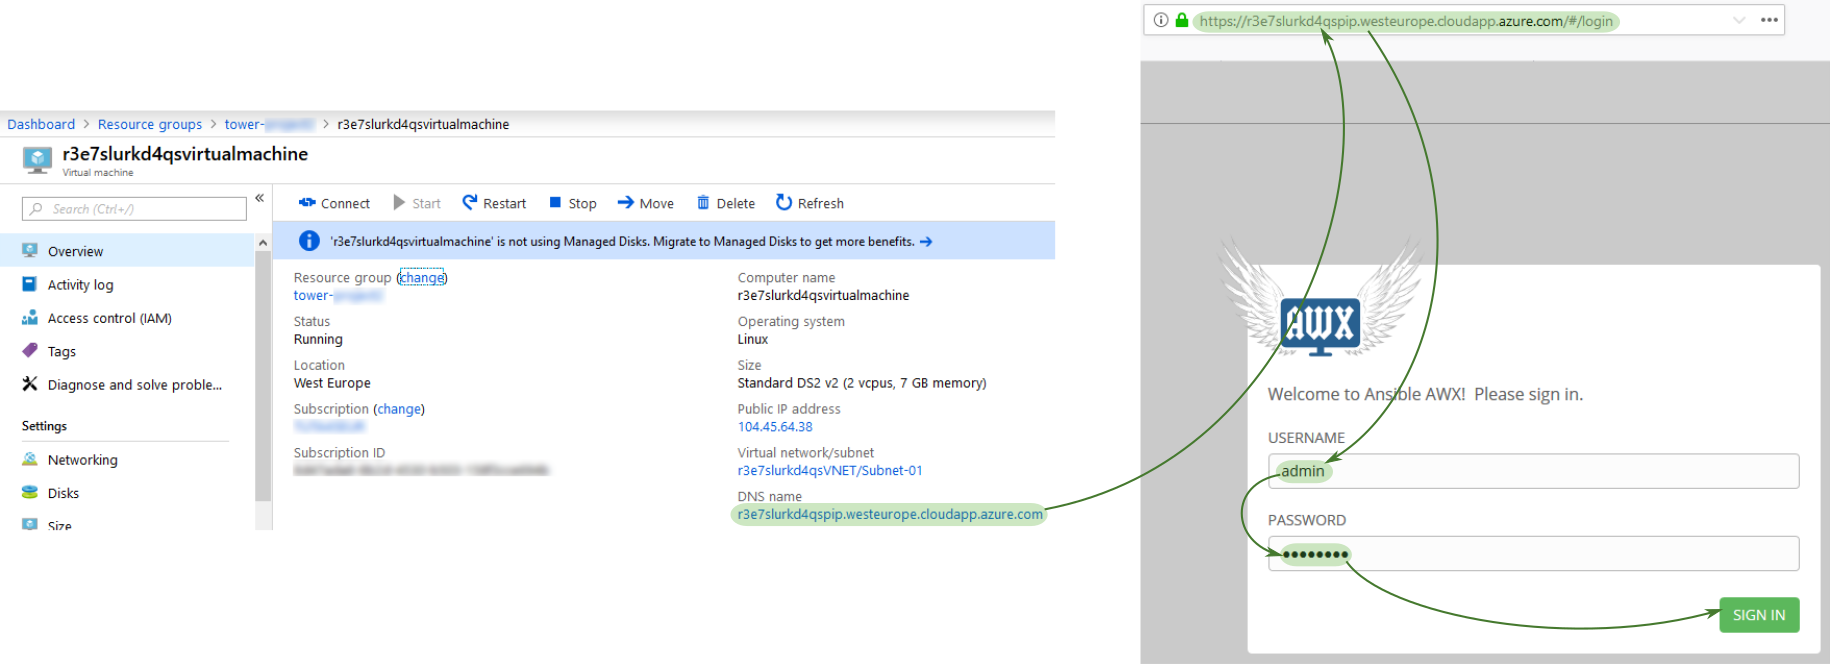 Dashboard > Resource groups > tower- > r3e7slurkd4qsvirtualmachine
r3e7slurkd4qsvirtualmachine
Virtual machine
Search (Ctrl+/)
Overview
Activity log
Access control (IAM)
Tags
Diagnose and solve proble...
Settings
Networking
Disks
Size
Connect Start Restart Stop Move Delete Refresh
'r3e7slurkd4qsvirtualmachine' is not using Managed Disks. Migrate to Managed Disks to get more benefits. →
Resource group (change)
tower-
Status
Running
Location
West Europe
Subscription (change)
Subscription ID
Computer name
r3e7slurkd4qsvirtualmachine
Operating system
Linux
Size
Standard DS2 v2 (2 vcpus, 7 GB memory)
Public IP address
104.45.64.38
Virtual network/subnet
r3e7slurkd4qsVNET/Subnet-01
DNS name
r3e7slurkd4qspip.westeurope.cloudapp.azure.com
https://r3e7slurkd4qspip.westeurope.cloudapp.azure.com/#/login
AWX
Welcome to Ansible AWX! Please sign in.
USERNAME
admin
PASSWORD
••••••••
SIGN IN